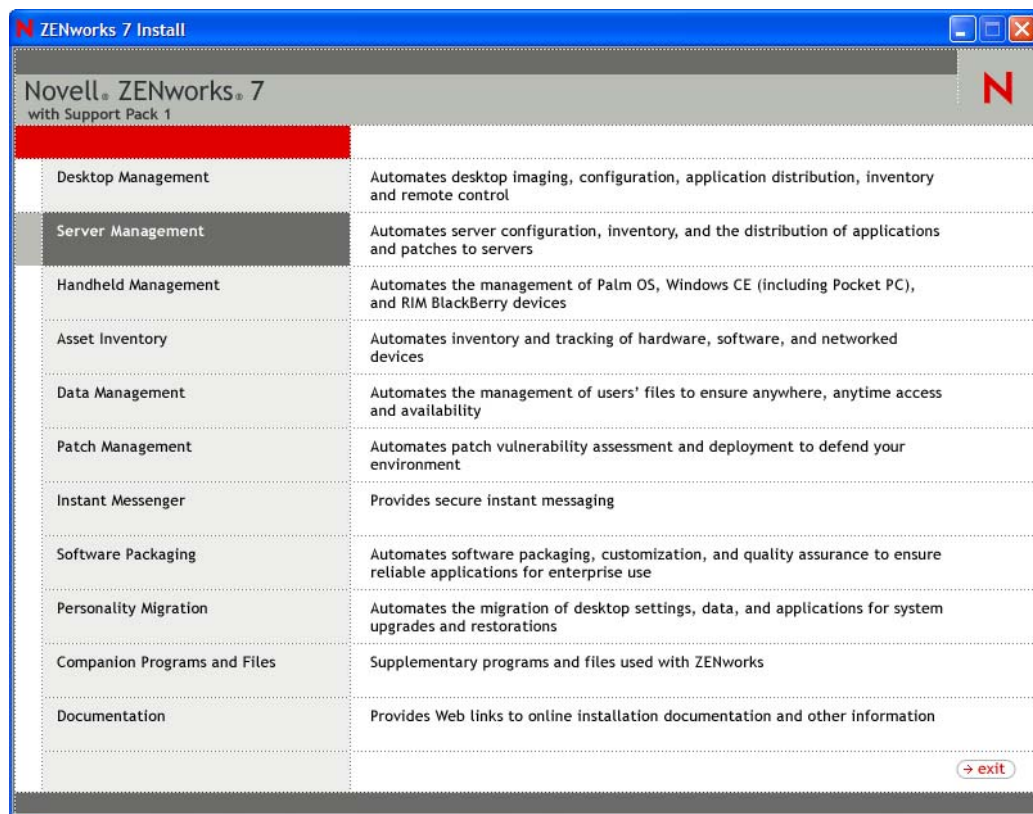 N ZENworks 7 Install
Novell® ZENworks® 7
with Support Pack 1
N
Desktop Management
Automates desktop imaging, configuration, application distribution, inventory
and remote control
Server Management
Automates server configuration, inventory, and the distribution of applications
and patches to servers
Handheld Management
Automates the management of Palm OS, Windows CE (including Pocket PC),
and RIM BlackBerry devices
Asset Inventory
Automates inventory and tracking of hardware, software, and networked
devices
Data Management
Automates the management of users’ files to ensure anywhere, anytime access
and availability
Patch Management
Automates patch vulnerability assessment and deployment to defend your
environment
Instant Messenger
Provides secure instant messaging
Software Packaging
Automates software packaging, customization, and quality assurance to ensure
reliable applications for enterprise use
Personality Migration
Automates the migration of desktop settings, data, and applications for system
upgrades and restorations
Companion Programs and Files
Supplementary programs and files used with ZENworks
Documentation
Provides Web links to online installation documentation and other information
→ exit